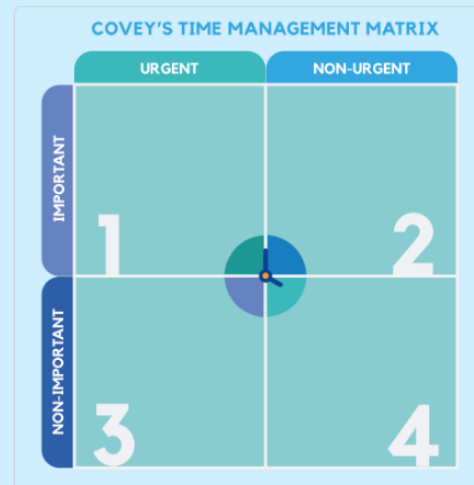 COVEY'S TIME MANAGEMENT MATRIX
URGENT
NON-URGENT
IMPORTANT
1
2
NON-IMPORTANT
3
4